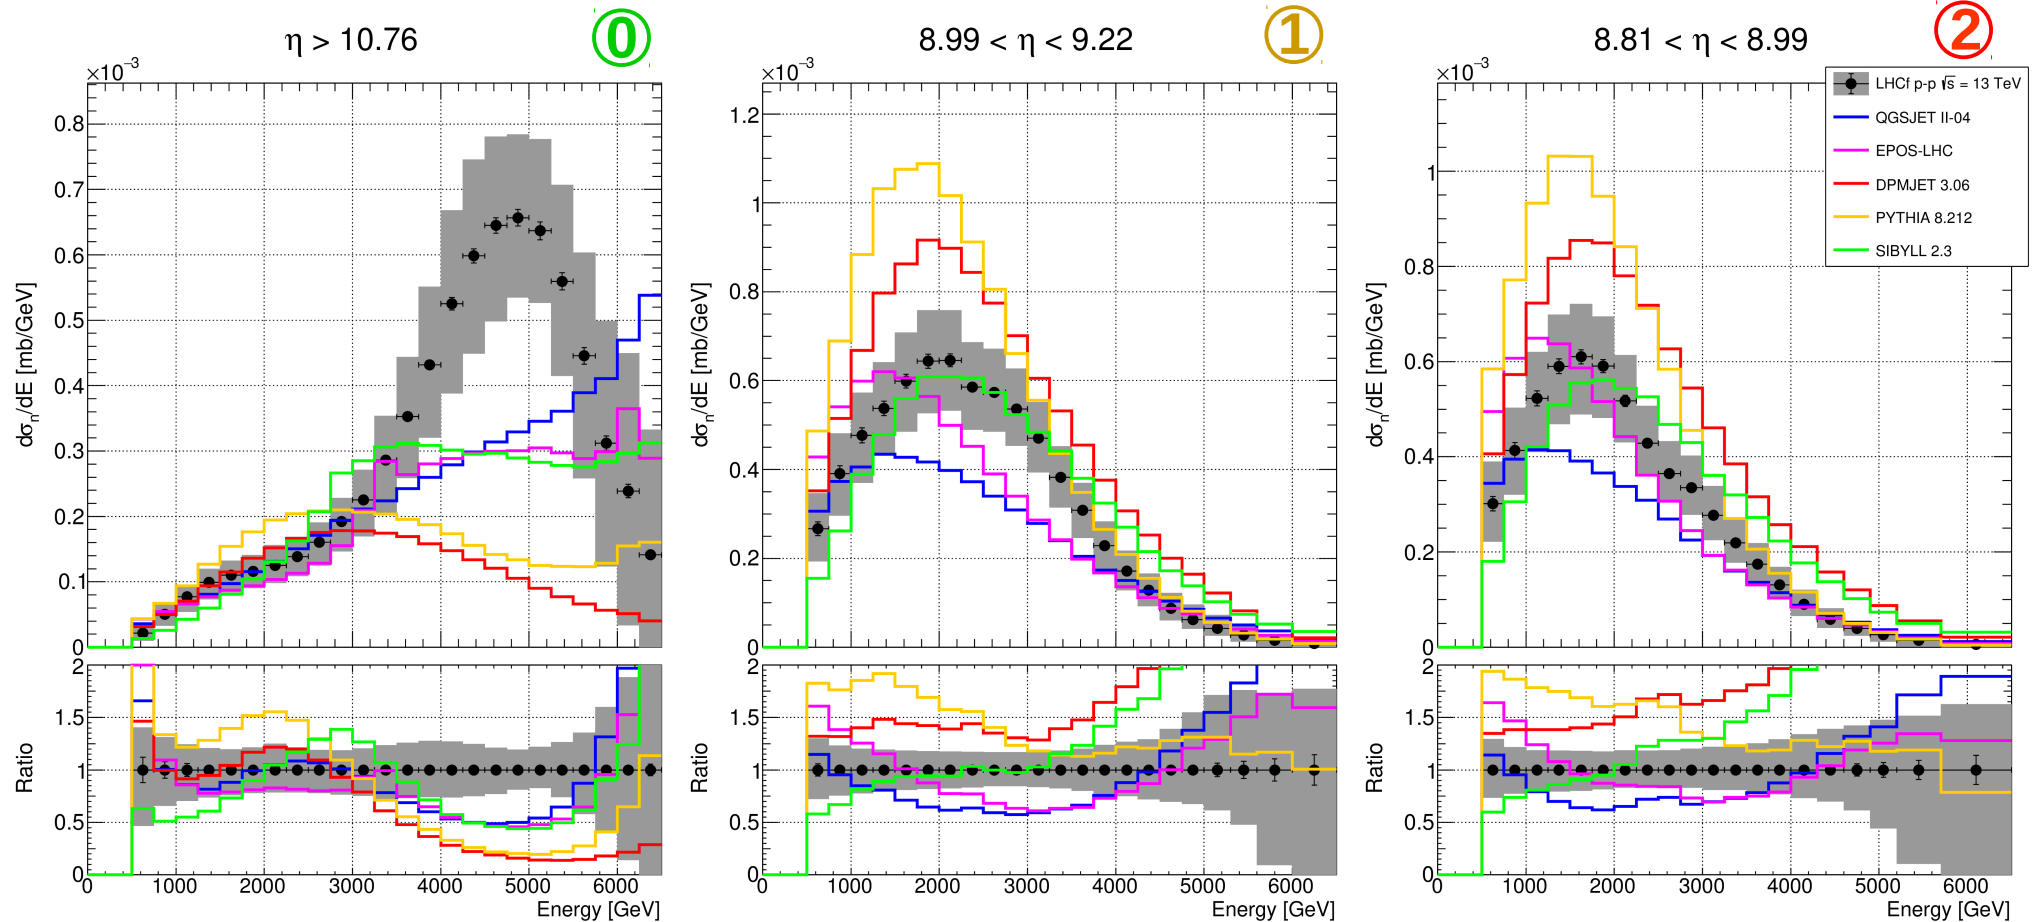 η > 10.76
0
8.99 < η < 9.22
1
8.81 < η < 8.99
2
×10⁻³
dσₙ/dE [mb/GeV]
0.8
0.7
0.6
0.5
0.4
0.3
0.2
0.1
0
×10⁻³
dσₙ/dE [mb/GeV]
1.2
1
0.8
0.6
0.4
0.2
0
×10⁻³
dσₙ/dE [mb/GeV]
1
0.8
0.6
0.4
0.2
0
LHCf p-p √s = 13 TeV
QGSJET II-04
EPOS-LHC
DPMJET 3.06
PYTHIA 8.212
SIBYLL 2.3
Ratio
2
1.5
1
0.5
0
0 1000 2000 3000 4000 5000 6000
Energy [GeV]
Ratio
2
1.5
1
0.5
0
0 1000 2000 3000 4000 5000 6000
Energy [GeV]
Ratio
2
1.5
1
0.5
0
0 1000 2000 3000 4000 5000 6000
Energy [GeV]